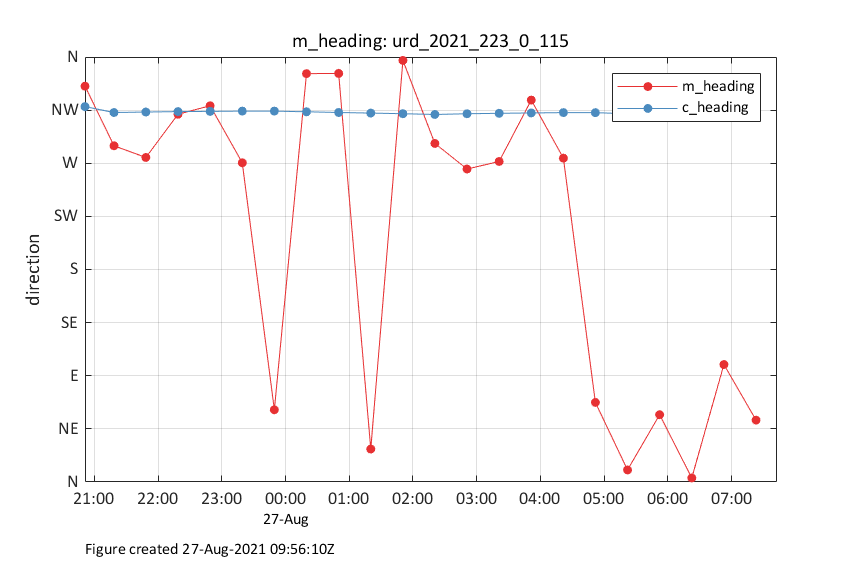 m_heading: urd_2021_223_0_115
N
NW
W
SW
S
SE
E
NE
N
direction
m_heading
c_heading
21:00 22:00 23:00 00:00 01:00 02:00 03:00 04:00 05:00 06:00 07:00
27-Aug
Figure created 27-Aug-2021 09:56:10Z